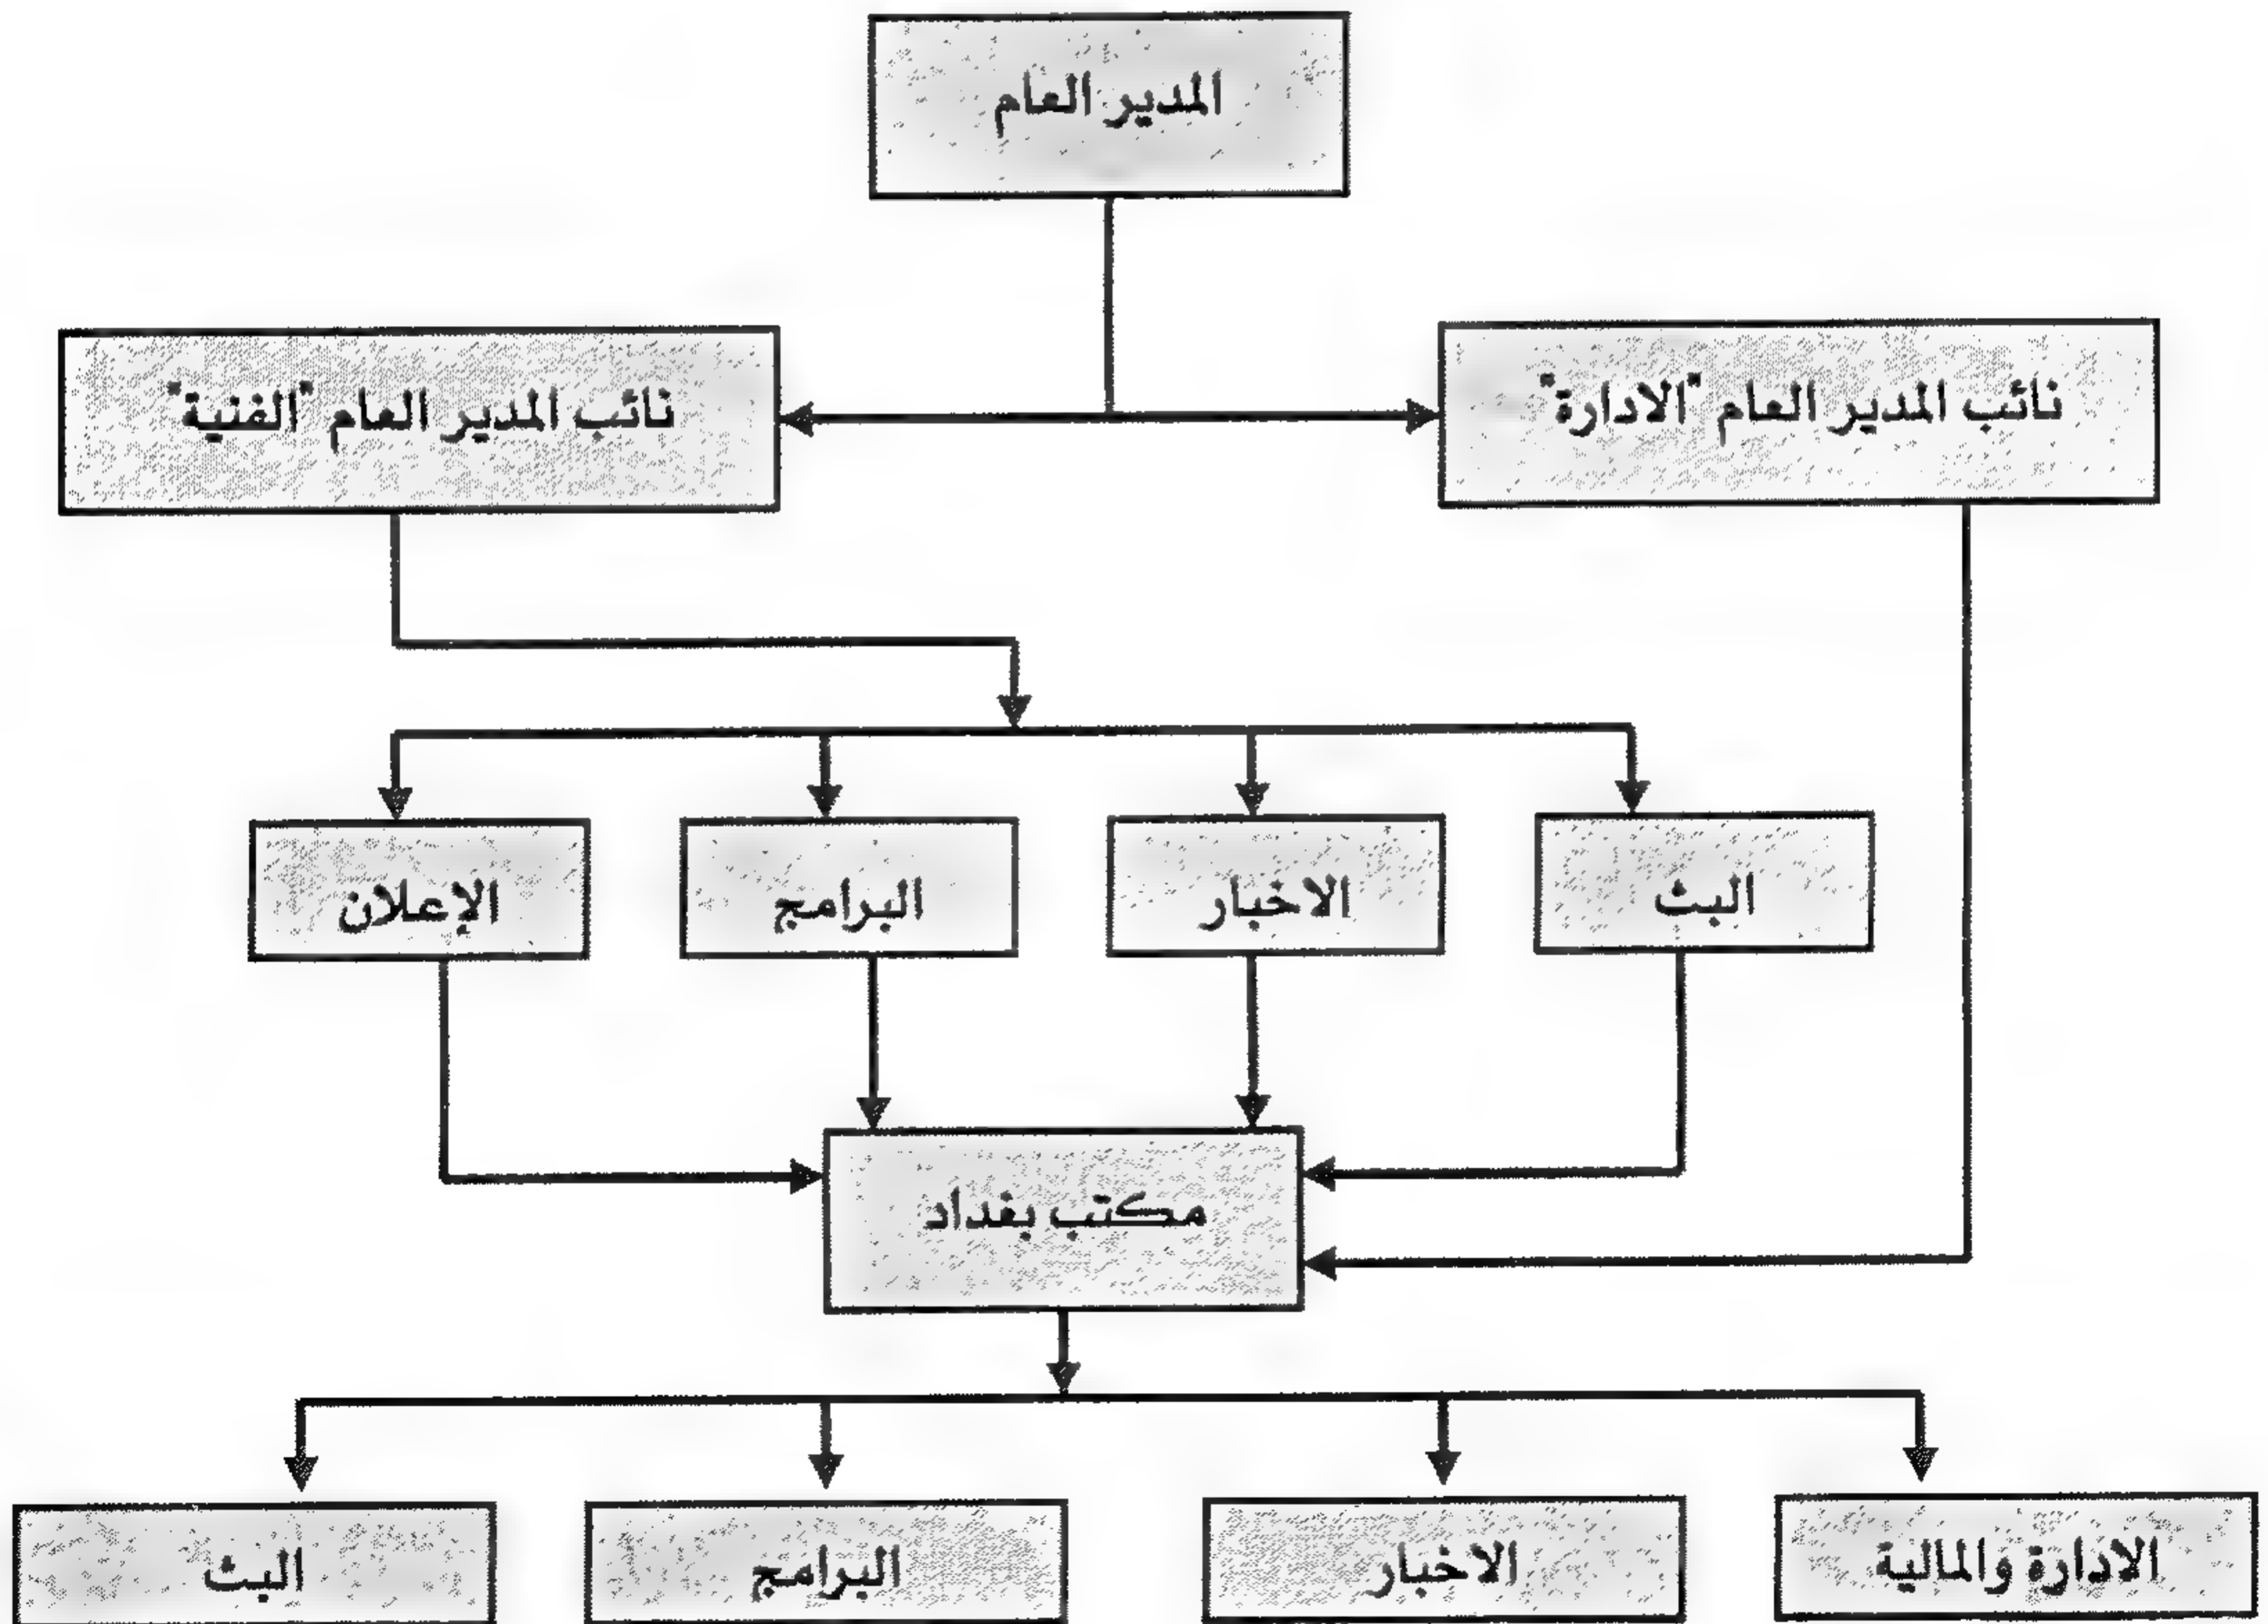 المدير العام
نائب المدير العام "الادارة"
نائب المدير العام "الفنية"
البث
الاخبار
البرامج
الإعلان
مكتب بغداد
الادارة والمالية
الاخبار
البرامج
البث